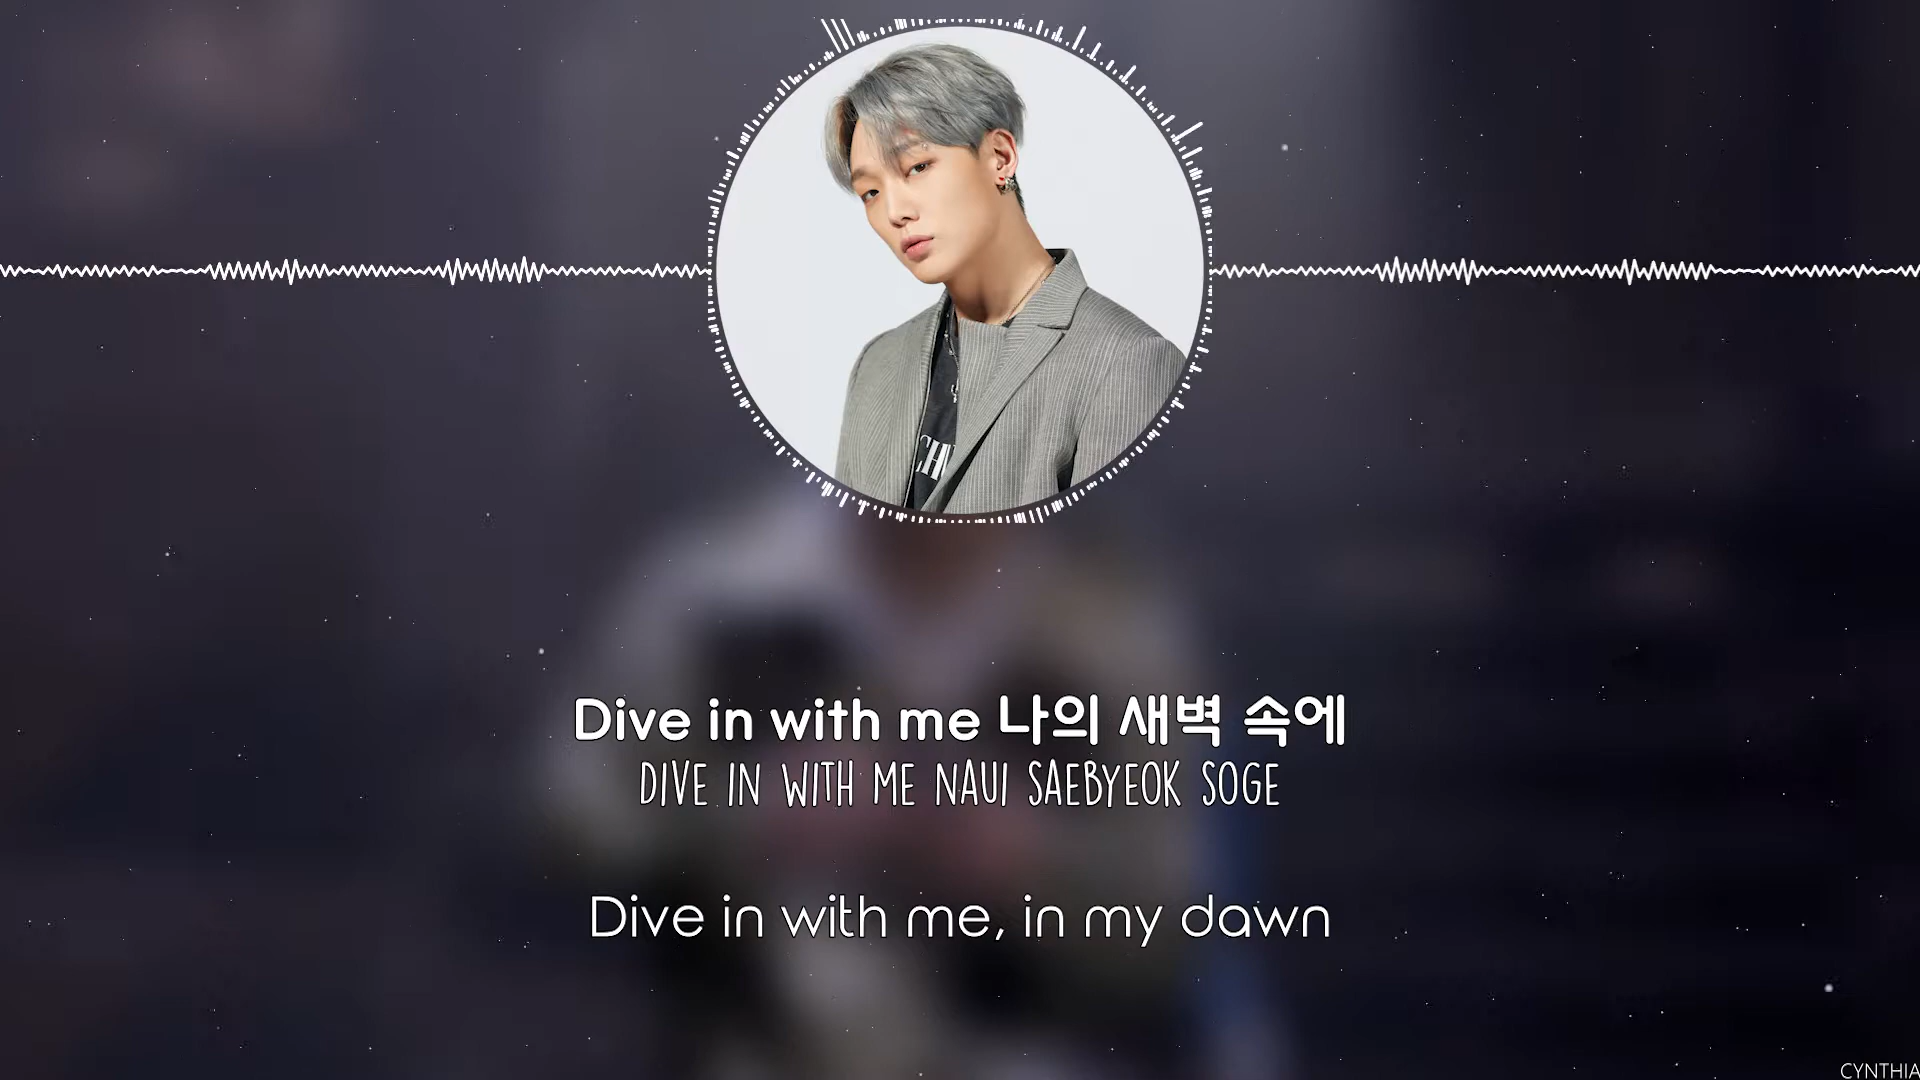 CHV
Dive in with me 나의 새벽 속에
DIVE IN WITH ME NAUI SAEBYEOK SOGE
Dive in with me, in my dawn
CYNTHIA